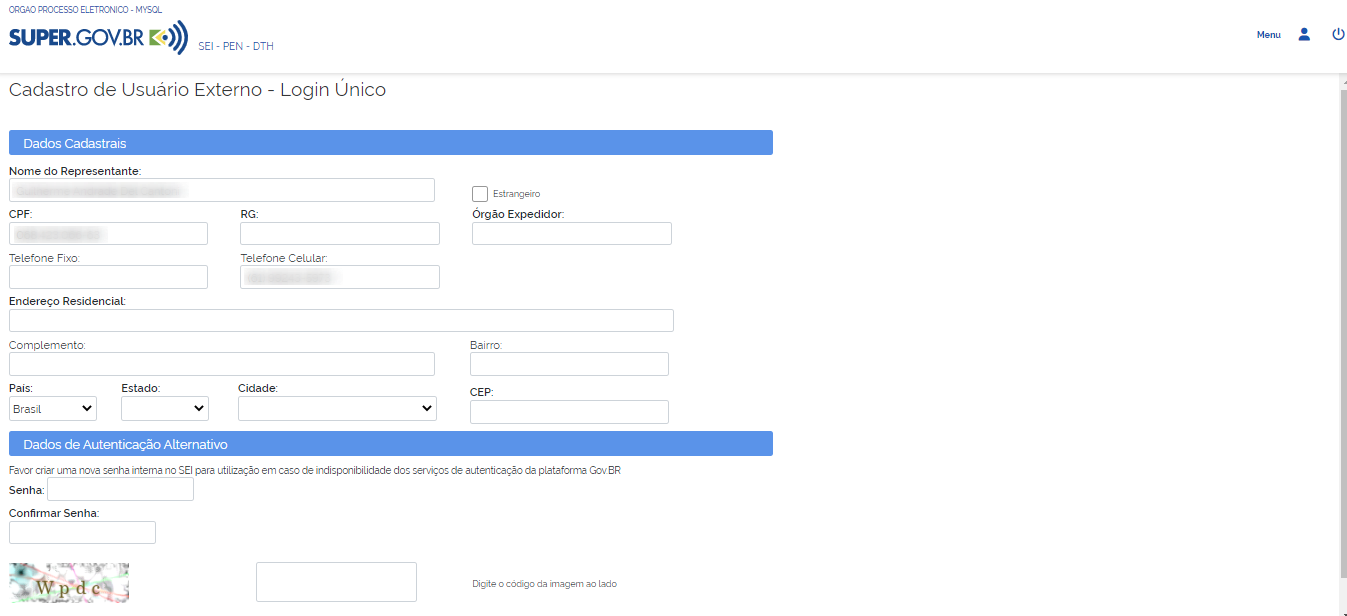 ORGAO PROCESSO ELETRONICO - MYSQL
SUPER.GOV.BR SEI - PEN - DTH
Menu
Cadastro de Usuário Externo - Login Único
Dados Cadastrais
Nome do Representante:
Estrangeiro
CPF: RG: Órgão Expedidor:
Telefone Fixo: Telefone Celular:
Endereço Residencial:
Complemento: Bairro:
País: Estado: Cidade: CEP:
Brasil
Dados de Autenticação Alternativo
Favor criar uma nova senha interna no SEI para utilização em caso de indisponibilidade dos serviços de autenticação da plataforma Gov.BR
Senha:
Confirmar Senha:
Wpdc
Digite o código da imagem ao lado